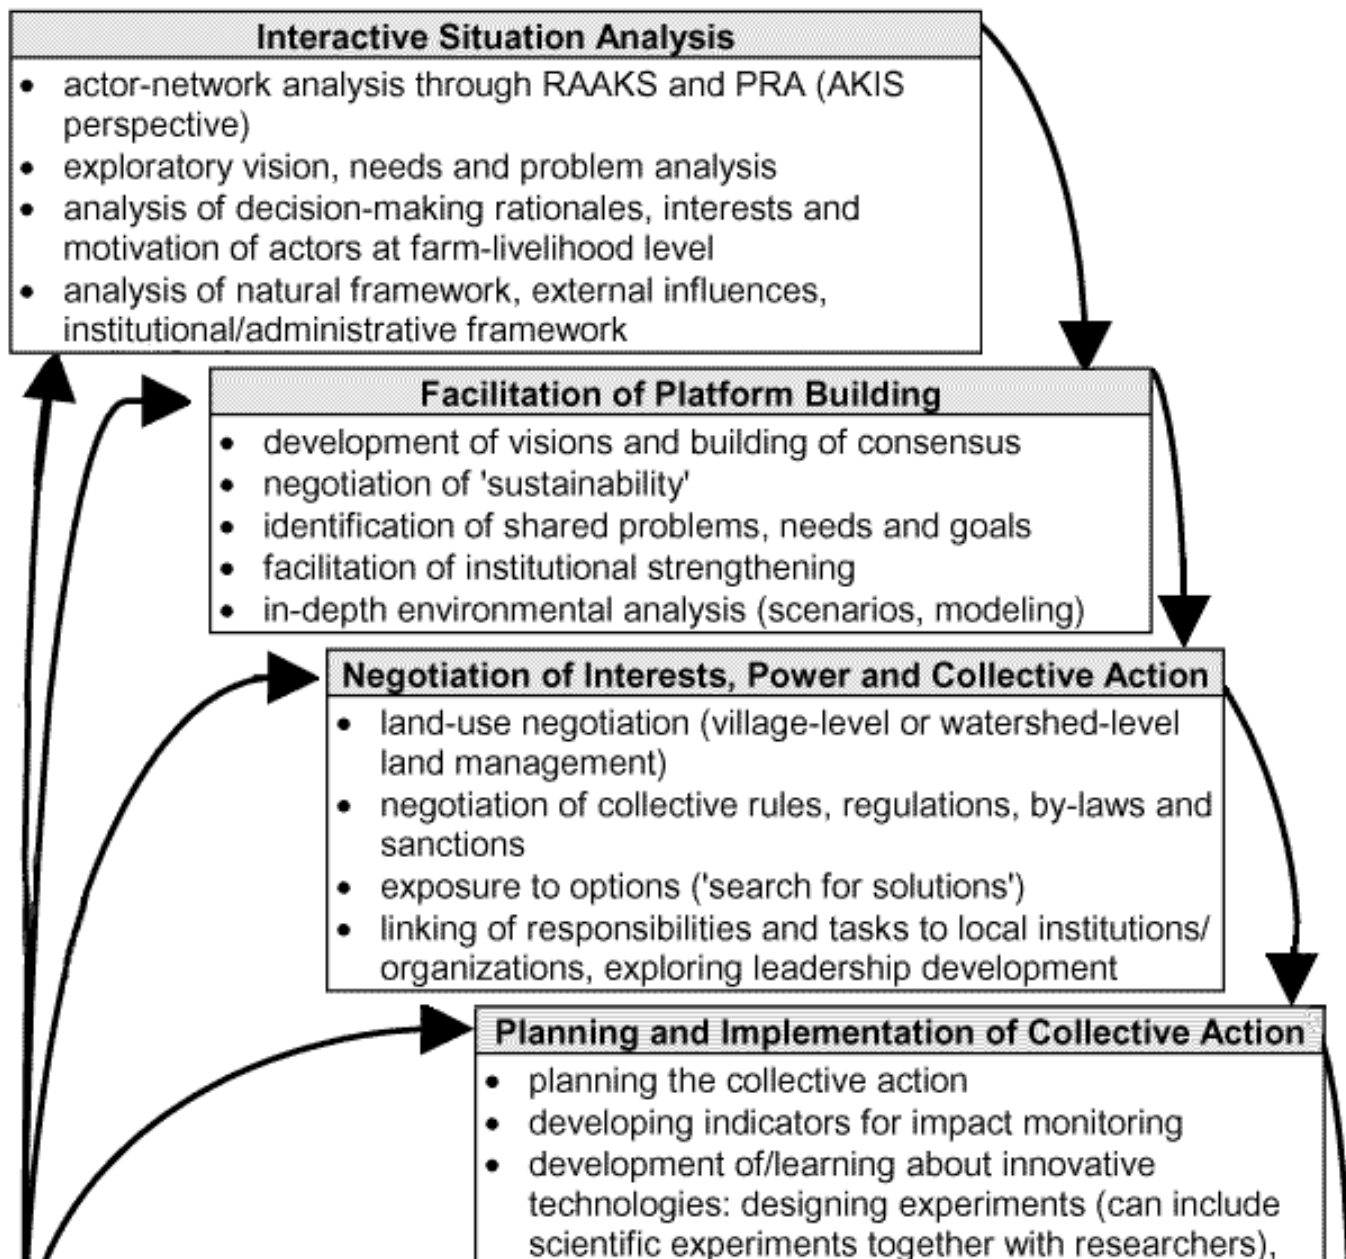 Interactive Situation Analysis
• actor-network analysis through RAAKS and PRA (AKIS
perspective)
• exploratory vision, needs and problem analysis
• analysis of decision-making rationales, interests and
motivation of actors at farm-livelihood level
• analysis of natural framework, external influences,
institutional/administrative framework
Facilitation of Platform Building
• development of visions and building of consensus
• negotiation of 'sustainability'
• identification of shared problems, needs and goals
• facilitation of institutional strengthening
• in-depth environmental analysis (scenarios, modeling)
Negotiation of Interests, Power and Collective Action
• land-use negotiation (village-level or watershed-level
land management)
• negotiation of collective rules, regulations, by-laws and
sanctions
• exposure to options ('search for solutions')
• linking of responsibilities and tasks to local institutions/
organizations, exploring leadership development
Planning and Implementation of Collective Action
• planning the collective action
• developing indicators for impact monitoring
• development of/learning about innovative
technologies: designing experiments (can include
scientific experiments together with researchers),